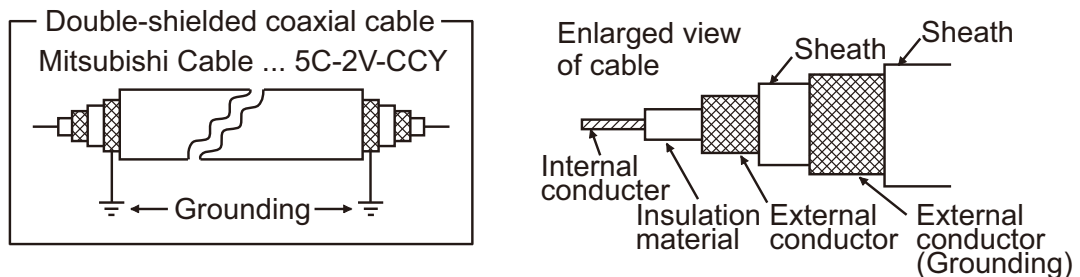 Double-shielded coaxial cable
Mitsubishi Cable ... 5C-2V-CCY
Grounding
Enlarged view
of cable
Sheath
Sheath
Internal
conducter
Insulation
material
External
conductor
External
conductor
(Grounding)